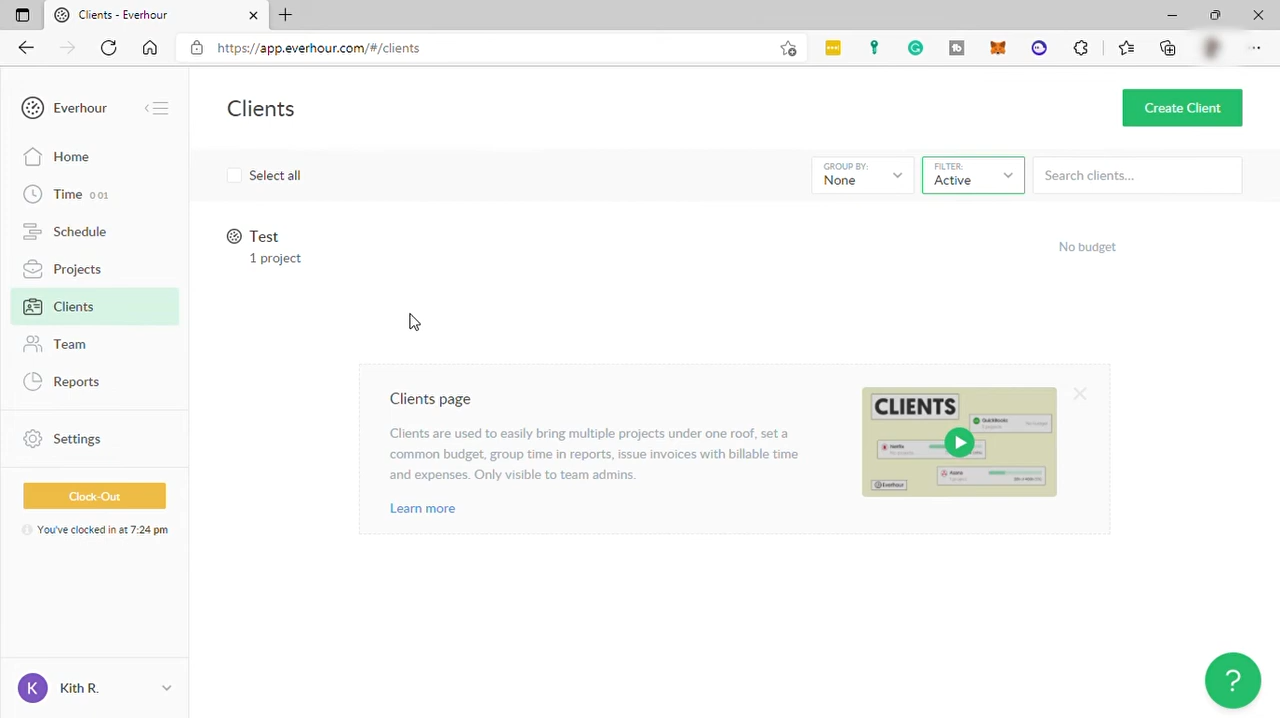 Clients - Everhour
https://app.everhour.com/#/clients
Everhour
Home
Time 0 01
Schedule
Projects
Clients
Team
Reports
Settings
Clock-Out
You've clocked in at 7:24 pm
K Kith R.
Clients
Create Client
Select all
GROUP BY:
None
FILTER:
Active
Search clients...
Test
1 project
No budget
Clients page
Clients are used to easily bring multiple projects under one roof, set a
common budget, group time in reports, issue invoices with billable time
and expenses. Only visible to team admins.
Learn more
CLIENTS
QuickBooks
Netflix
Asana
Everhour
?